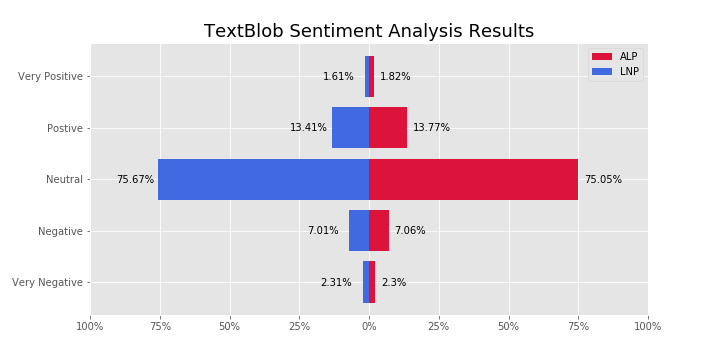 TextBlob Sentiment Analysis Results
ALP
LNP
Very Positive 1.61% 1.82%
Postive 13.41% 13.77%
Neutral 75.67% 75.05%
Negative 7.01% 7.06%
Very Negative 2.31% 2.3%
100% 75% 50% 25% 0% 25% 50% 75% 100%